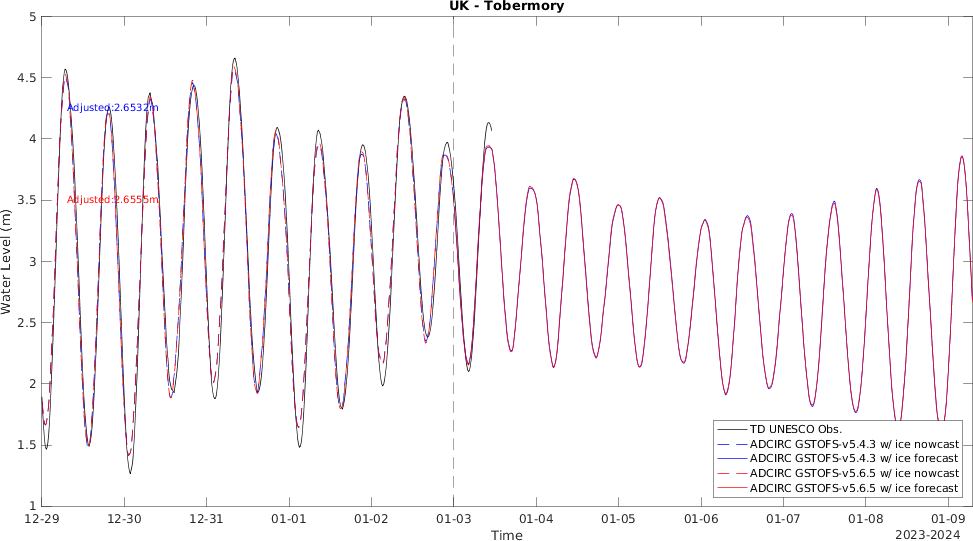 UK - Tobermory
5
4.5
4
3.5
3
2.5
2
1.5
1
Water Level (m)
Adjusted:2.6532m
Adjusted:2.6555m
TD UNESCO Obs.
ADCIRC GSTOFS-v5.4.3 w/ ice nowcast
ADCIRC GSTOFS-v5.4.3 w/ ice forecast
ADCIRC GSTOFS-v5.6.5 w/ ice nowcast
ADCIRC GSTOFS-v5.6.5 w/ ice forecast
12-29 12-30 12-31 01-01 01-02 01-03 01-04 01-05 01-06 01-07 01-08 01-09
Time
2023-2024